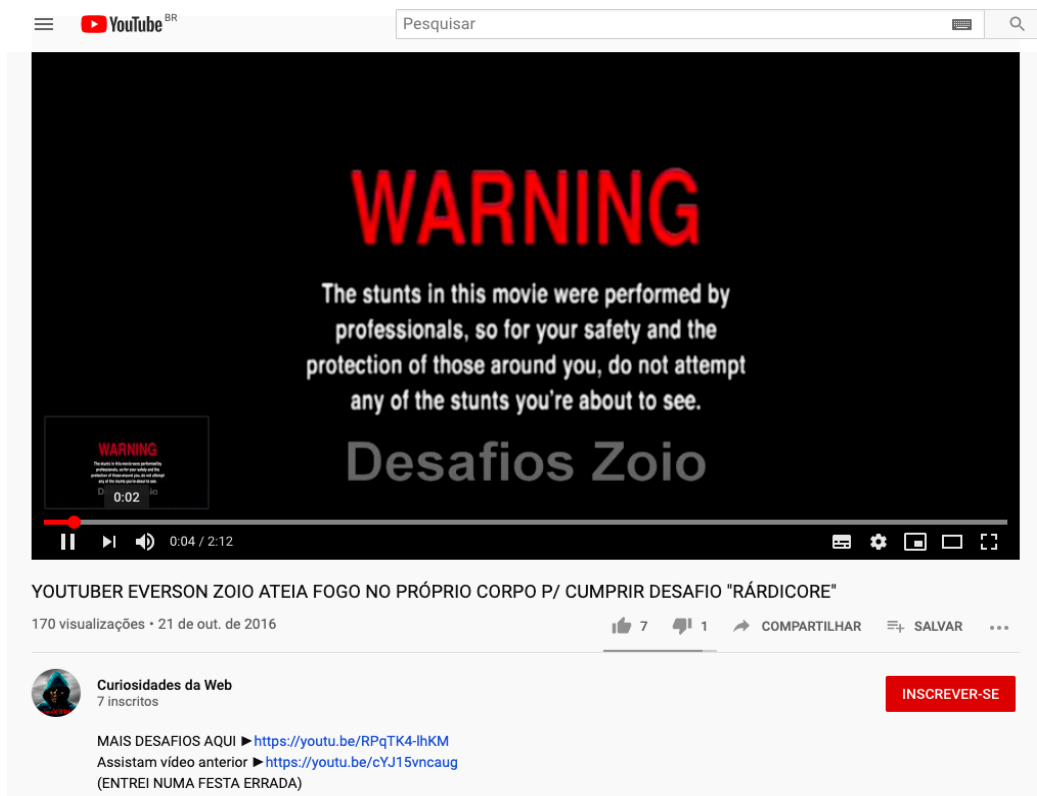 YouTube BR
Pesquisar
WARNING
The stunts in this movie were performed by
professionals, so for your safety and the
protection of those around you, do not attempt
any of the stunts you're about to see.
Desafios Zoio
WARNING
0:02
0:04 / 2:12
YOUTUBER EVERSON ZOIO ATEIA FOGO NO PRÓPRIO CORPO P/ CUMPRIR DESAFIO "RÁRDICORE"
170 visualizações • 21 de out. de 2016
7 1 COMPARTILHAR SALVAR
Curiosidades da Web
7 inscritos
INSCREVER-SE
MAIS DESAFIOS AQUI ►https://youtu.be/RPqTK4-lhKM
Assistam vídeo anterior ►https://youtu.be/cYJ15vncaug
(ENTREI NUMA FESTA ERRADA)